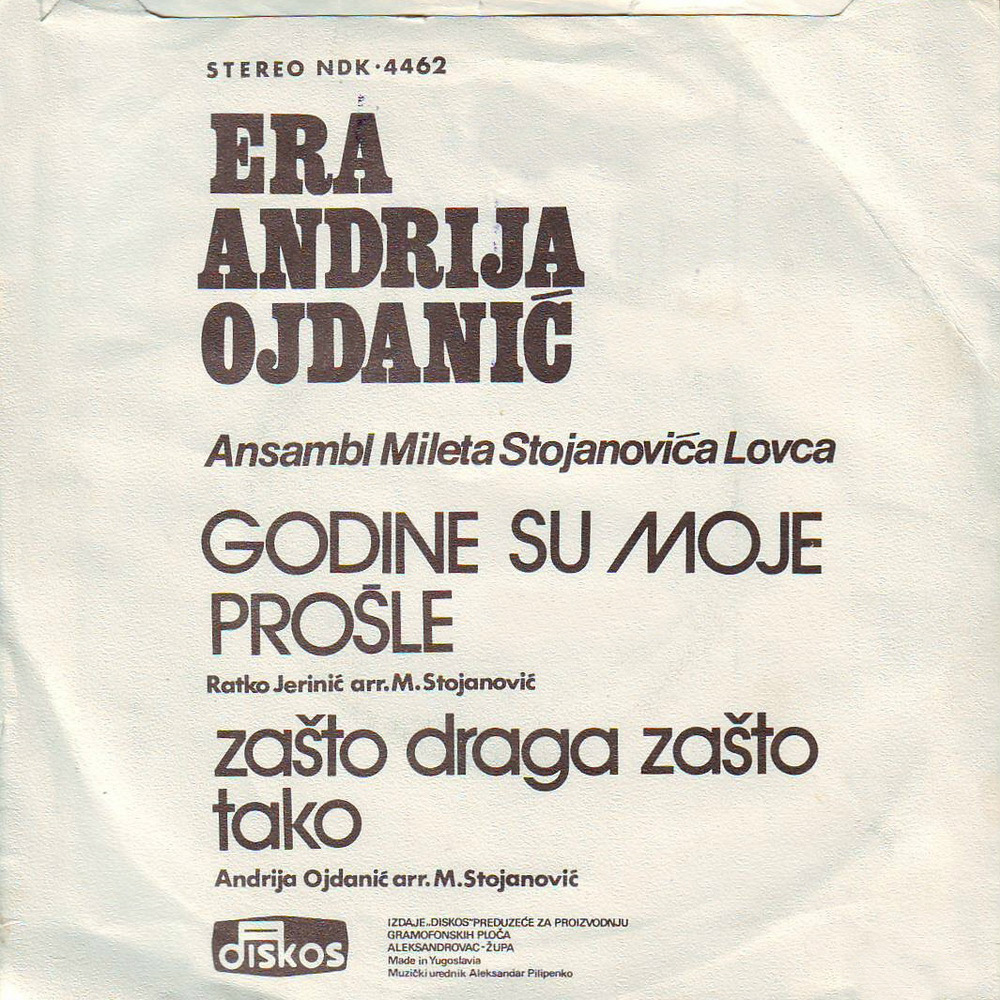 STEREO NDK·4462
ERA
ANDRIJA
OJDANIĆ
Ansambl Mileta Stojanovića Lovca
GODINE SU MOJE
PROŠLE
Ratko Jerinić arr. M. Stojanović
zašto draga zašto
tako
Andrija Ojdanić arr. M. Stojanović
diskos
IZDAJE „DISKOS" PREDUZEĆE ZA PROIZVODNJU
GRAMOFONSKIH PLOČA
ALEKSANDROVAC-ŽUPA
Made in Yugoslavia
Muzički urednik Aleksandar Pilipenko